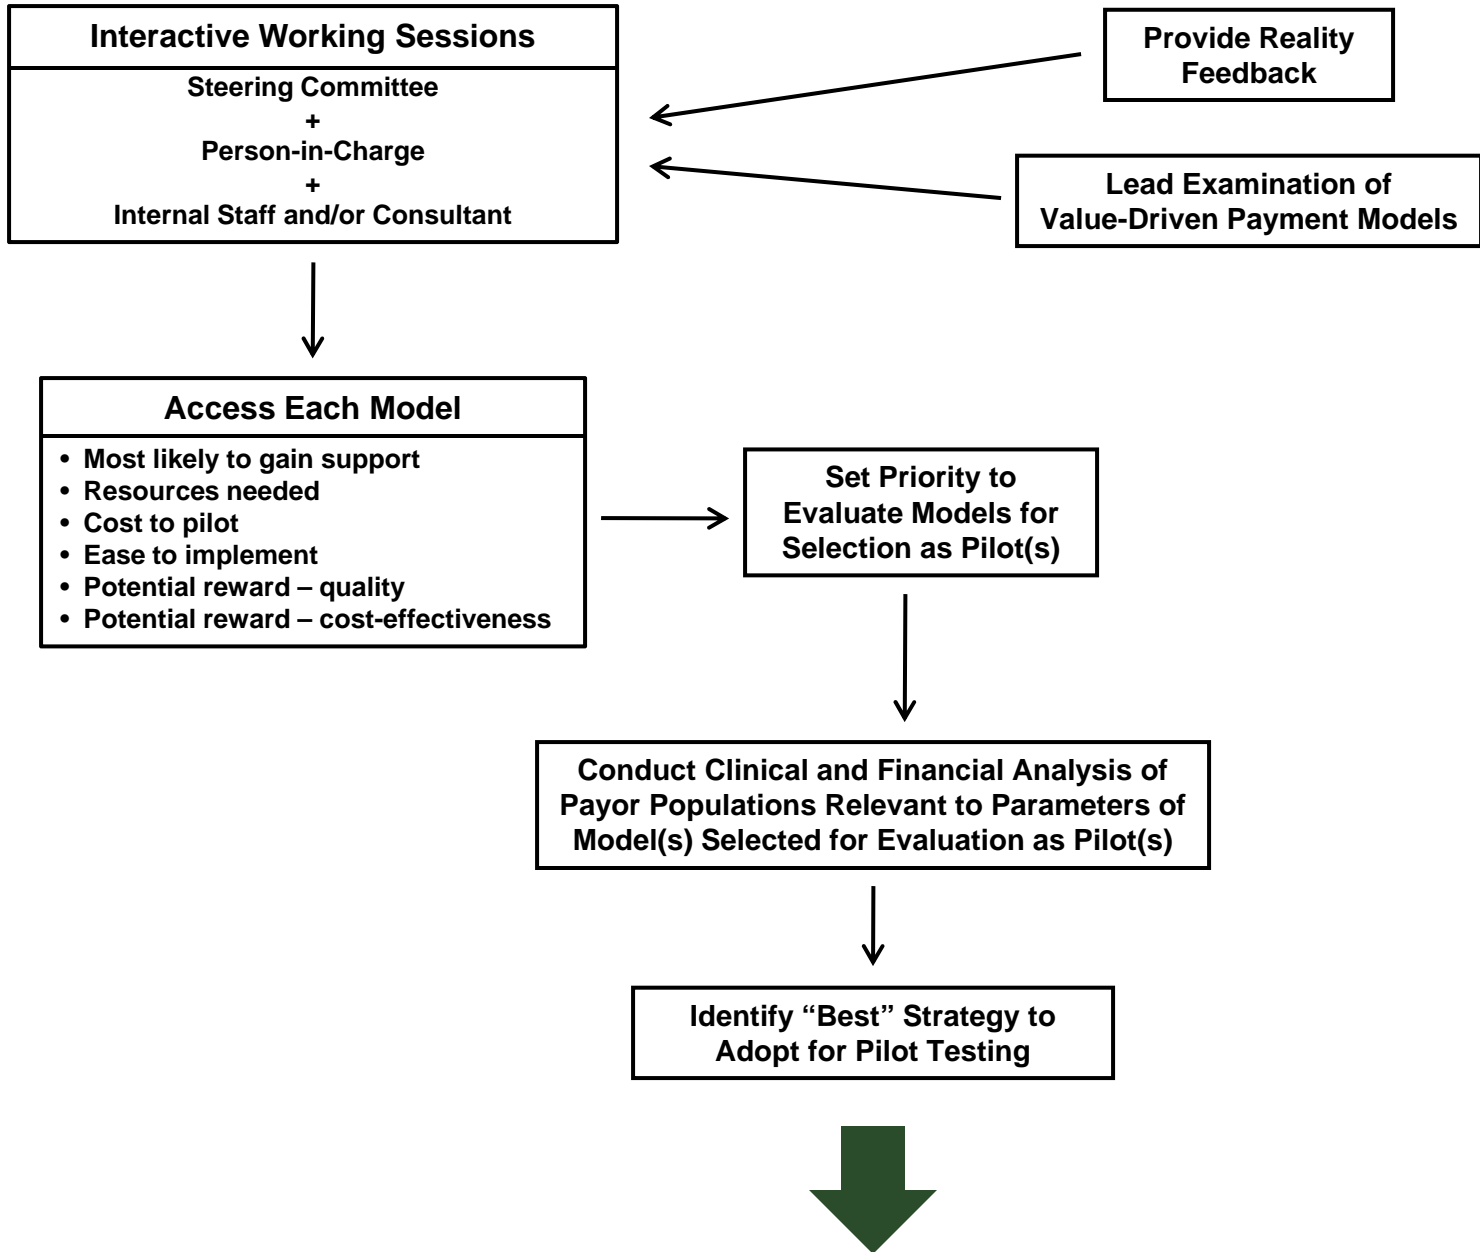 Interactive Working Sessions
Steering Committee
+
Person-in-Charge
+
Internal Staff and/or Consultant
Provide Reality
Feedback
Lead Examination of
Value-Driven Payment Models
Access Each Model
• Most likely to gain support
• Resources needed
• Cost to pilot
• Ease to implement
• Potential reward – quality
• Potential reward – cost-effectiveness
Set Priority to
Evaluate Models for
Selection as Pilot(s)
Conduct Clinical and Financial Analysis of
Payor Populations Relevant to Parameters of
Model(s) Selected for Evaluation as Pilot(s)
Identify “Best” Strategy to
Adopt for Pilot Testing